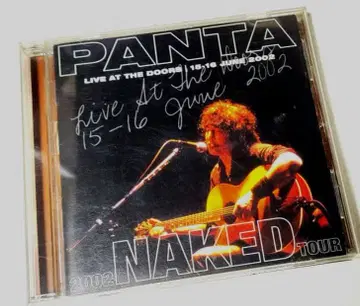 PANTA
LIVE AT THE DOORS | 15-16 JUNE 2002
Live At The Doors
15-16 June 2002
2002 NAKED TOUR